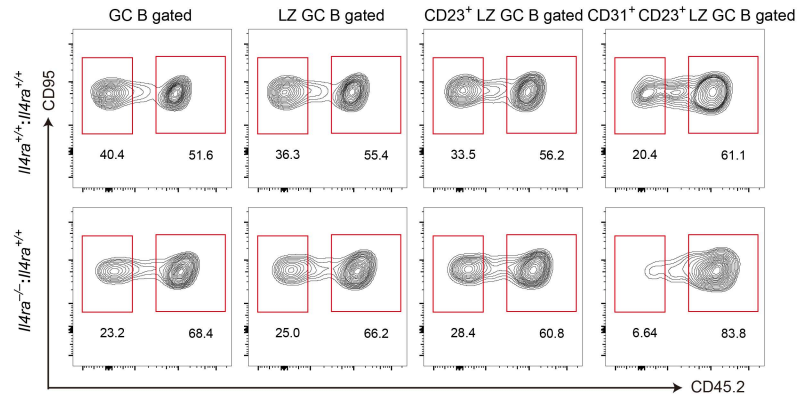 GC B gated
LZ GC B gated
CD23+ LZ GC B gated
CD31+ CD23+ LZ GC B gated
CD95
Il4ra+/+:Il4ra+/+
40.4
51.6
36.3
55.4
33.5
56.2
20.4
61.1
Il4ra−/−:Il4ra+/+
23.2
68.4
25.0
66.2
28.4
60.8
6.64
83.8
CD45.2